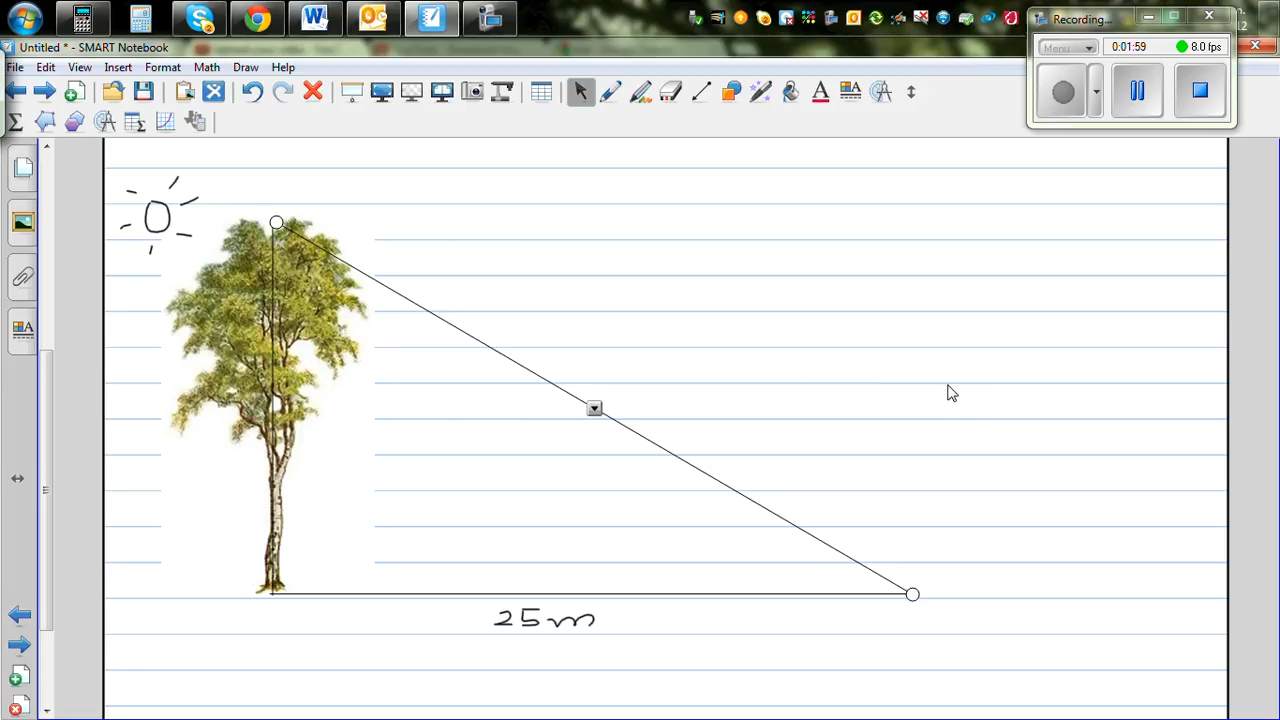 n.
12
Untitled * - SMART Notebook
File Edit View Insert Format Math Draw Help
Recording...
Menu 0:01:59 8.0 fps
25m